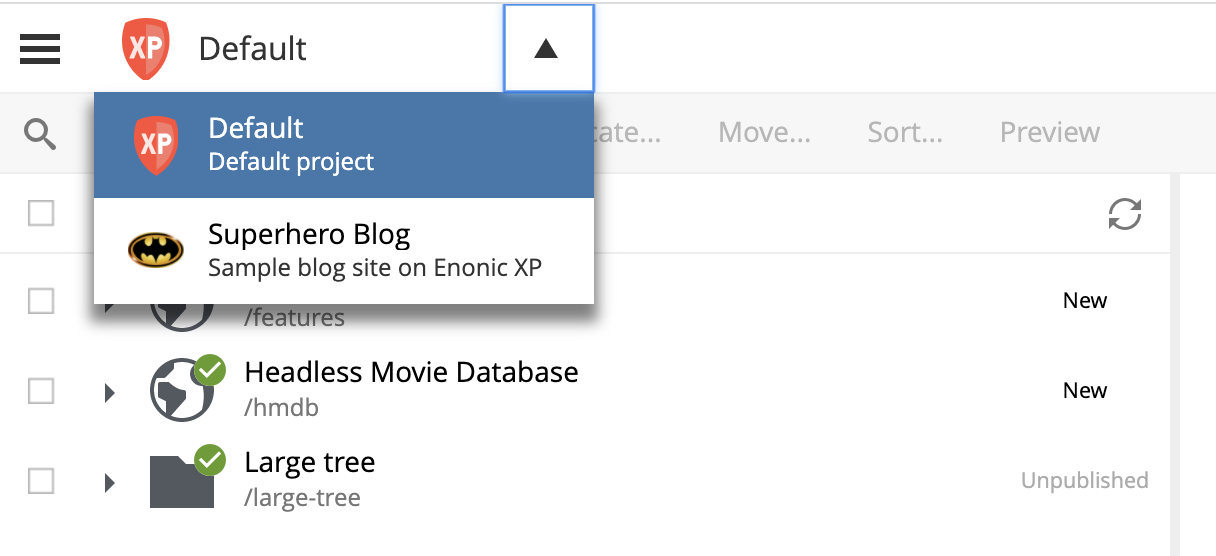 XP Default
XP Default
Default project
Move... Sort... Preview
Superhero Blog
Sample blog site on Enonic XP
/features
New
Headless Movie Database
/hmdb
New
Large tree
/large-tree
Unpublished